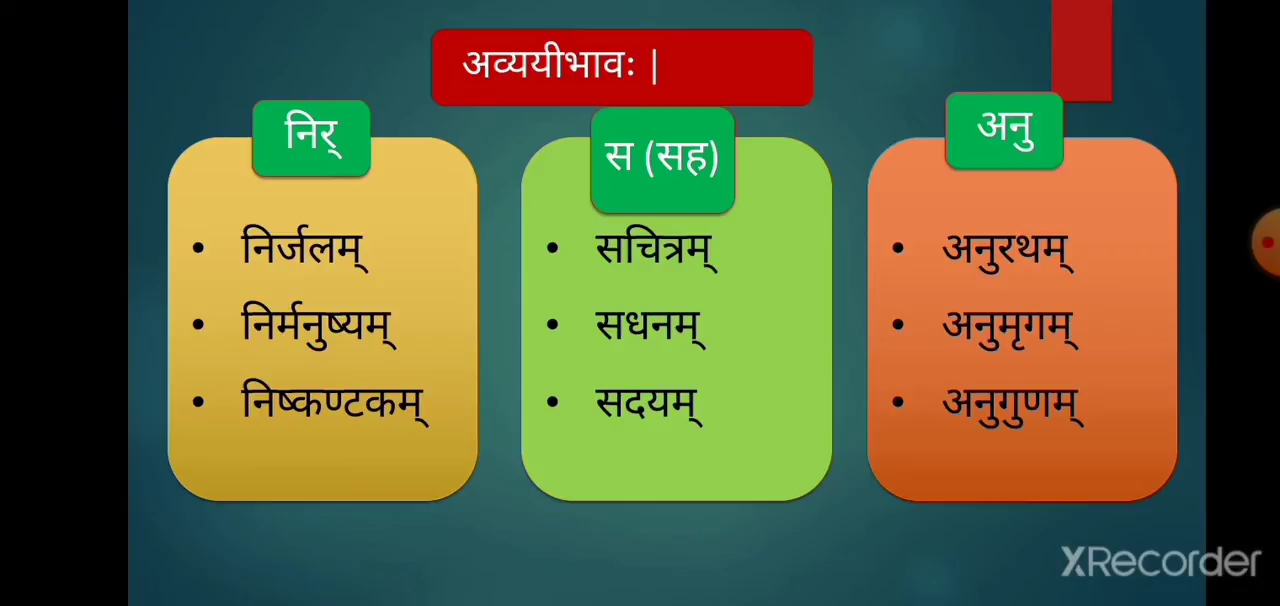 अव्ययीभावः |
निर्
निर्जलम्
निर्मनुष्यम्
निष्कण्टकम्
स (सह)
सचित्रम्
सधनम्
सदयम्
अनु
अनुरथम्
अनुमृगम्
अनुगुणम्
XRecorder